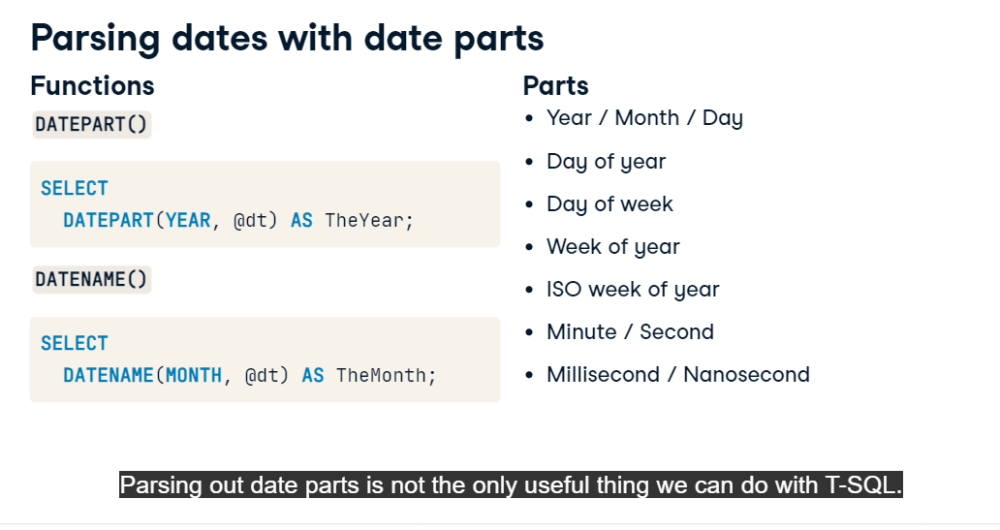 Parsing dates with date parts
Functions
DATEPART()
SELECT
DATEPART(YEAR, @dt) AS TheYear;
DATENAME()
SELECT
DATENAME(MONTH, @dt) AS TheMonth;
Parts
• Year / Month / Day
• Day of year
• Day of week
• Week of year
• ISO week of year
• Minute / Second
• Millisecond / Nanosecond
Parsing out date parts is not the only useful thing we can do with T-SQL.